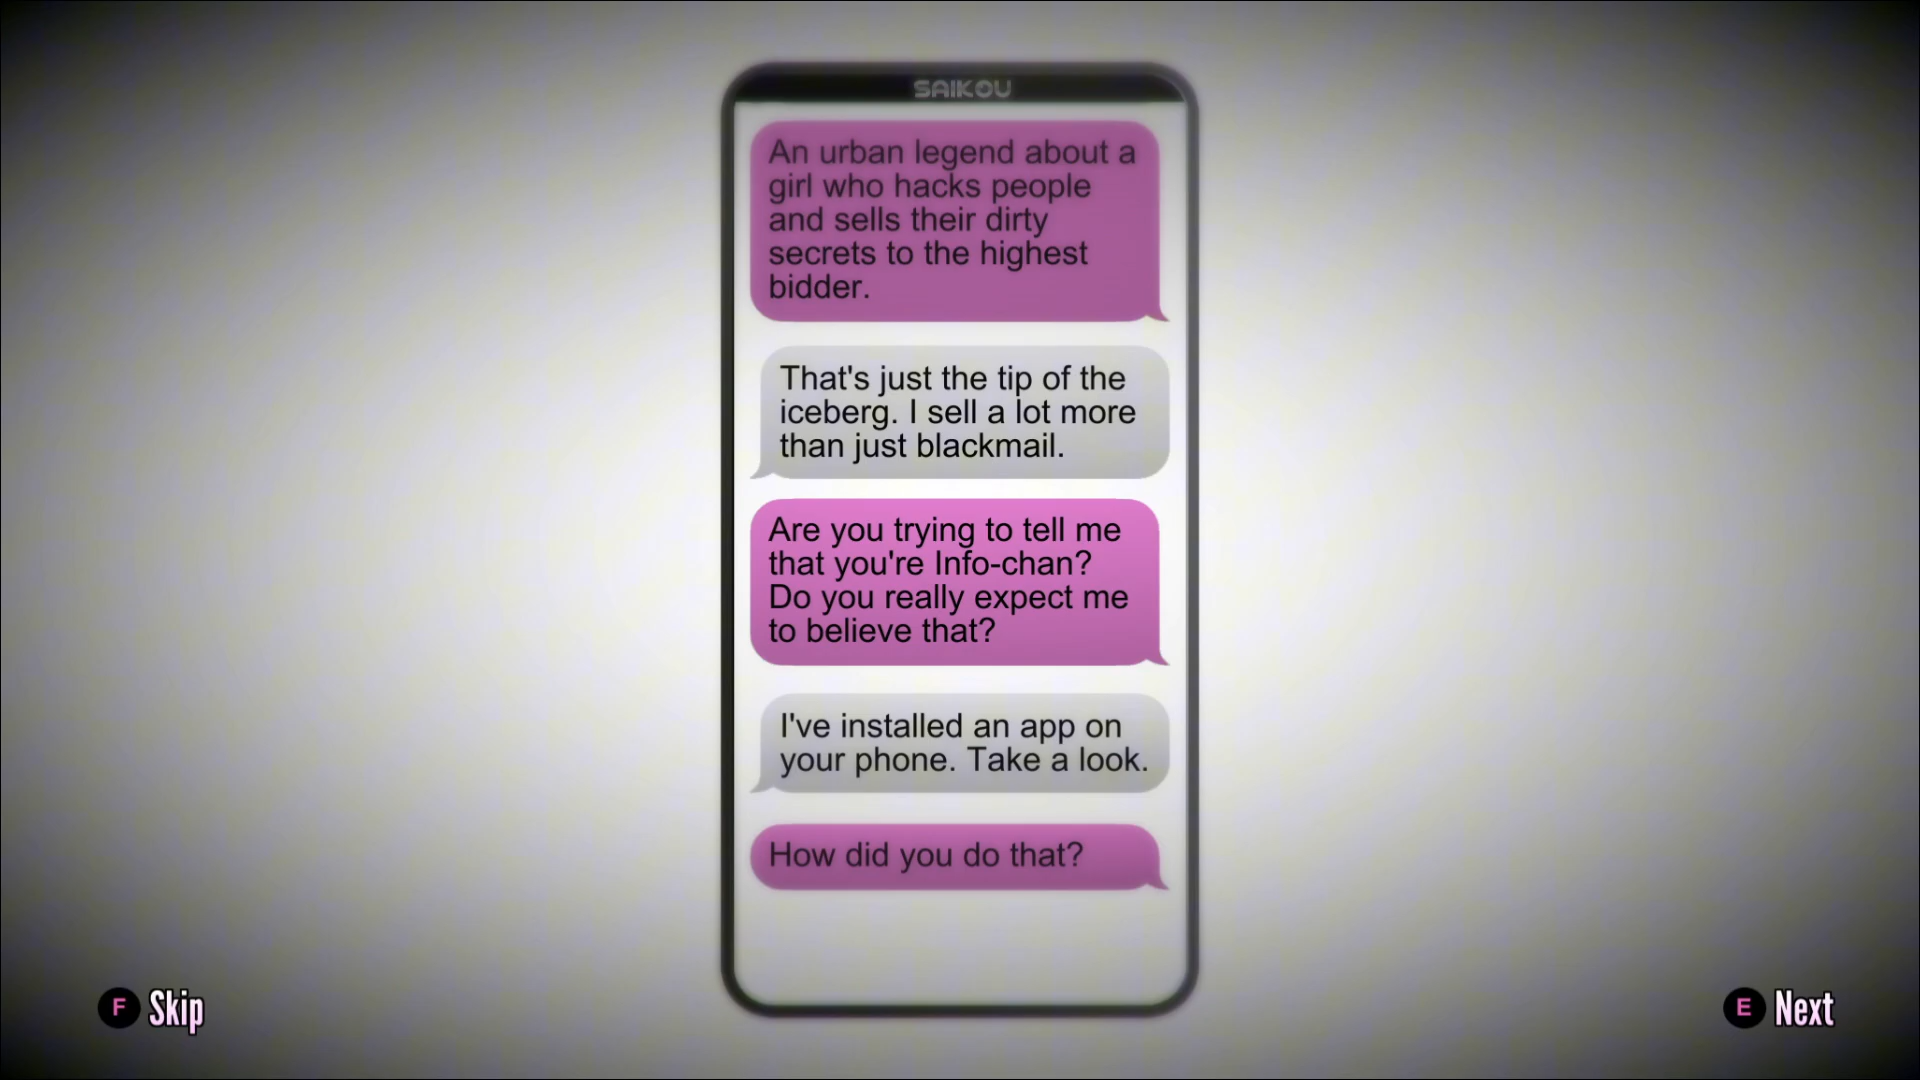 SAIKOU
An urban legend about a
girl who hacks people
and sells their dirty
secrets to the highest
bidder.
That's just the tip of the
iceberg. I sell a lot more
than just blackmail.
Are you trying to tell me
that you're Info-chan?
Do you really expect me
to believe that?
I've installed an app on
your phone. Take a look.
How did you do that?
F Skip
E Next